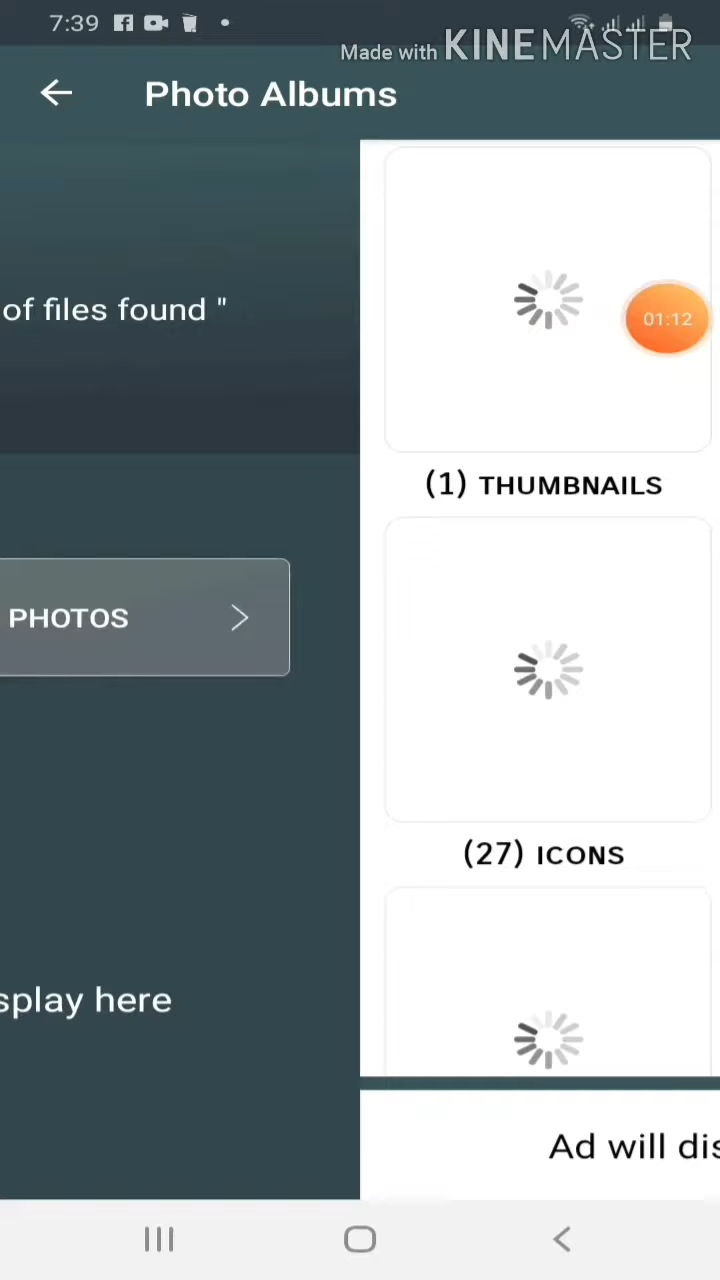 7:39
Made with KINEMASTER
Photo Albums
of files found "
01:12
(1) THUMBNAILS
PHOTOS
(27) ICONS
splay here
Ad will dis